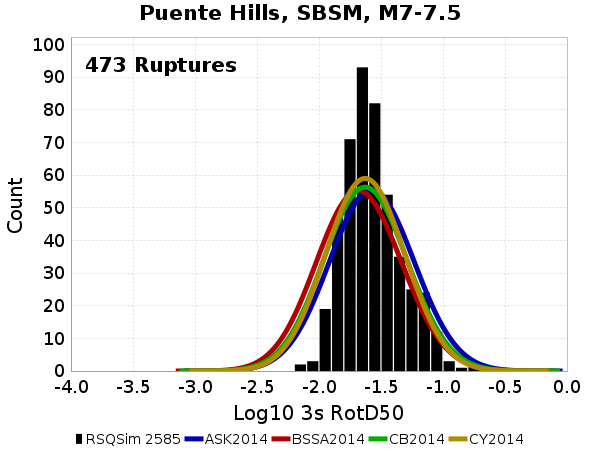 Puente Hills, SBSM, M7-7.5
473 Ruptures
Count
100
90
80
70
60
50
40
30
20
10
0
-4.0 -3.5 -3.0 -2.5 -2.0 -1.5 -1.0 -0.5 0.0
Log10 3s RotD50
RSQSim 2585 ASK2014 BSSA2014 CB2014 CY2014